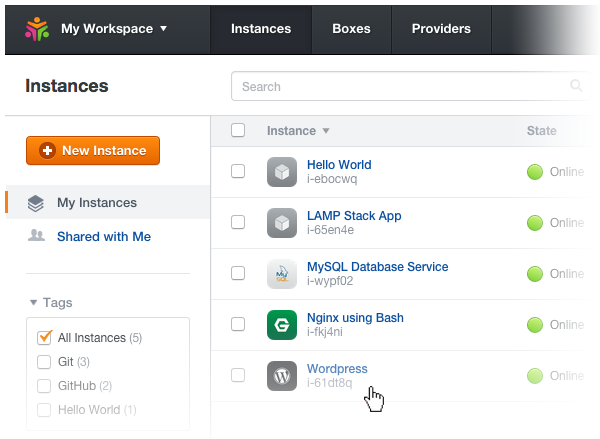 My Workspace
Instances
Boxes
Providers
Instances
Search
New Instance
My Instances
Shared with Me
Tags
All Instances (5)
Git (3)
GitHub (2)
Hello World (1)
Instance
State
Hello World
i-ebocwq
Online
LAMP Stack App
i-65en4e
Online
MySQL
MySQL Database Service
i-wypf02
Online
Nginx using Bash
i-fkj4ni
Online
Wordpress
i-61dt8q
Online